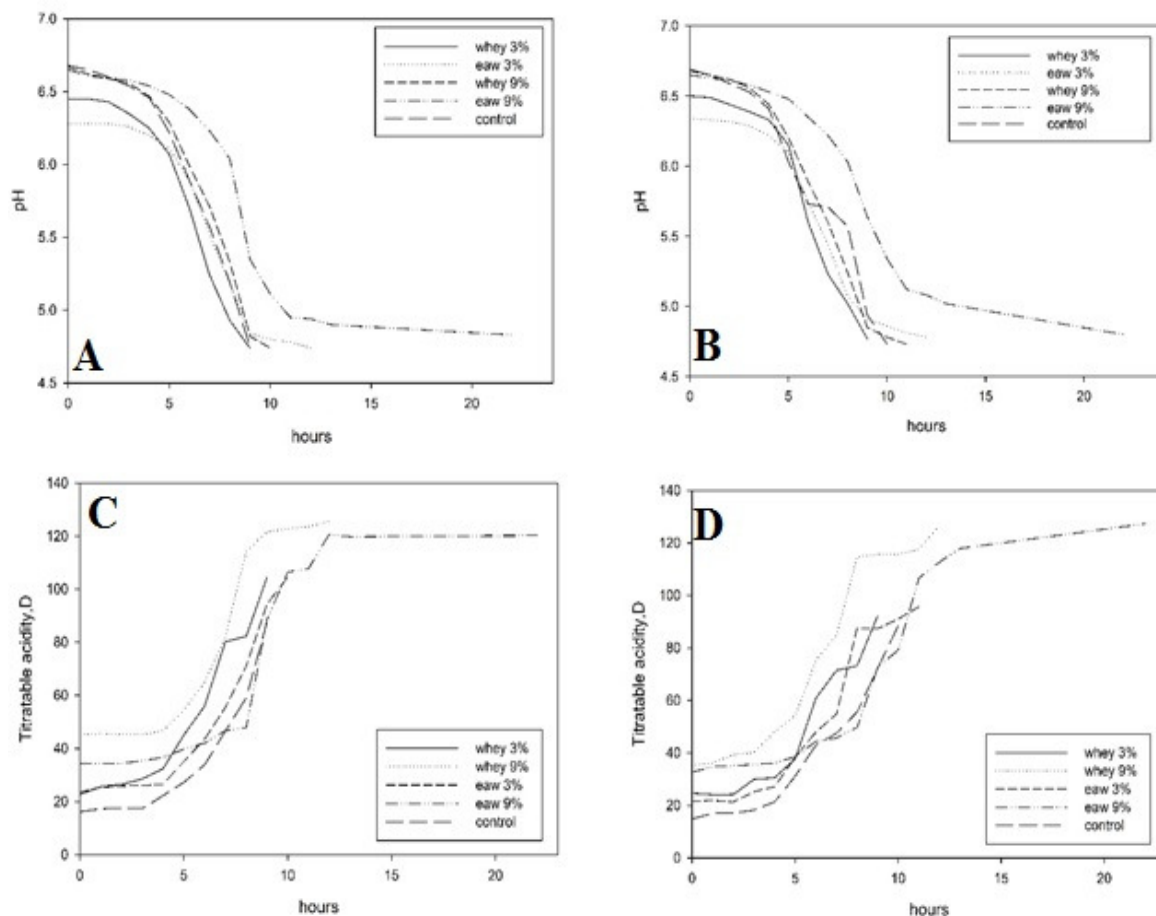 7.0
6.5
6.0
5.5
5.0
4.5
pH
whey 3%
eaw 3%
whey 9%
eaw 9%
control
A
0 5 10 15 20
hours
7.0
6.5
6.0
5.5
5.0
4.5
pH
whey 3%
eaw 3%
whey 9%
eaw 9%
control
B
0 5 10 15 20
hours
140
120
100
80
60
40
20
0
Titratable acidity,D
C
whey 3%
whey 9%
eaw 3%
eaw 9%
control
0 5 10 15 20
hours
140
120
100
80
60
40
20
0
Titratable acidity,D
D
whey 3%
whey 9%
eaw 3%
eaw 9%
control
0 5 10 15 20
hours